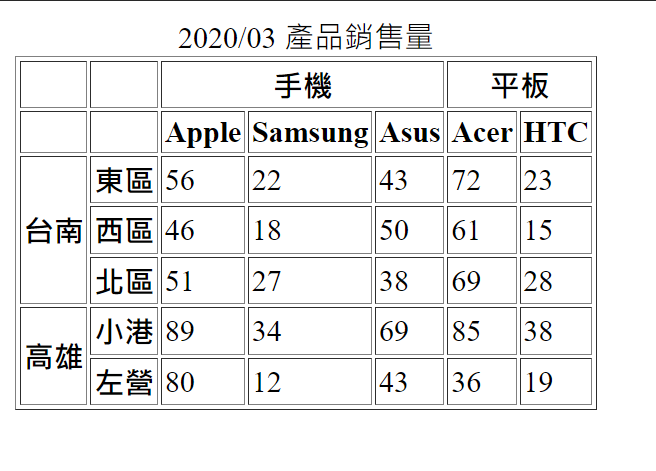 2020/03 產品銷售量
手機 平板
Apple Samsung Asus Acer HTC
台南 東區 56 22 43 72 23
西區 46 18 50 61 15
北區 51 27 38 69 28
高雄 小港 89 34 69 85 38
左營 80 12 43 36 19